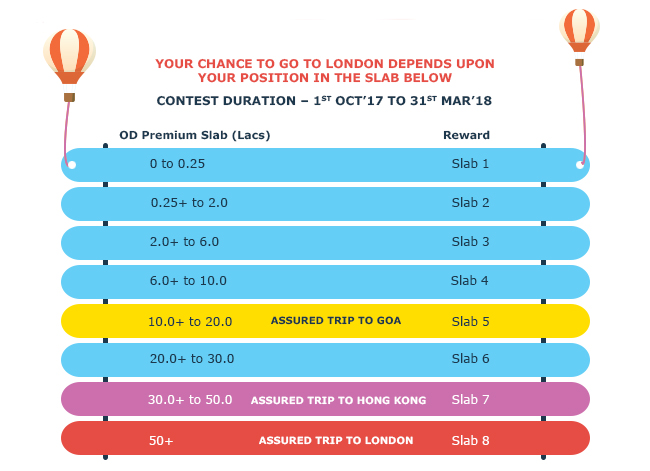 YOUR CHANCE TO GO TO LONDON DEPENDS UPON
YOUR POSITION IN THE SLAB BELOW
CONTEST DURATION – 1ST OCT’17 TO 31ST MAR’18
OD Premium Slab (Lacs) Reward
0 to 0.25 Slab 1
0.25+ to 2.0 Slab 2
2.0+ to 6.0 Slab 3
6.0+ to 10.0 Slab 4
10.0+ to 20.0 ASSURED TRIP TO GOA Slab 5
20.0+ to 30.0 Slab 6
30.0+ to 50.0 ASSURED TRIP TO HONG KONG Slab 7
50+ ASSURED TRIP TO LONDON Slab 8